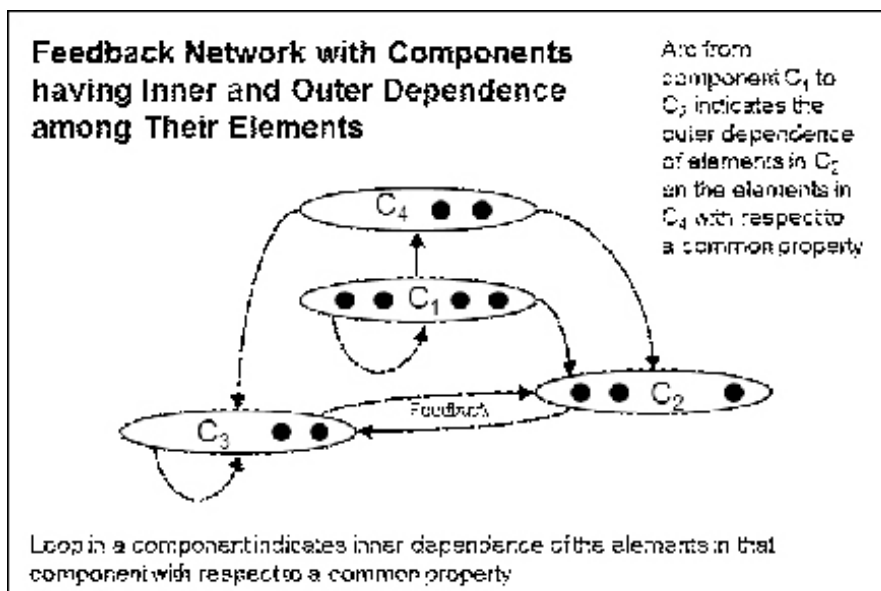 Feedback Network with Components
having Inner and Outer Dependence
among Their Elements
Arc from
component C₁ to
C₂ indicates the
outer dependence
of elements in C₂
on the elements in
C₄ with respect to
a common property
C₄
C₁
C₂
Feedback
C₃
Loop in a component indicates inner dependence of the elements in that
component with respect to a common property